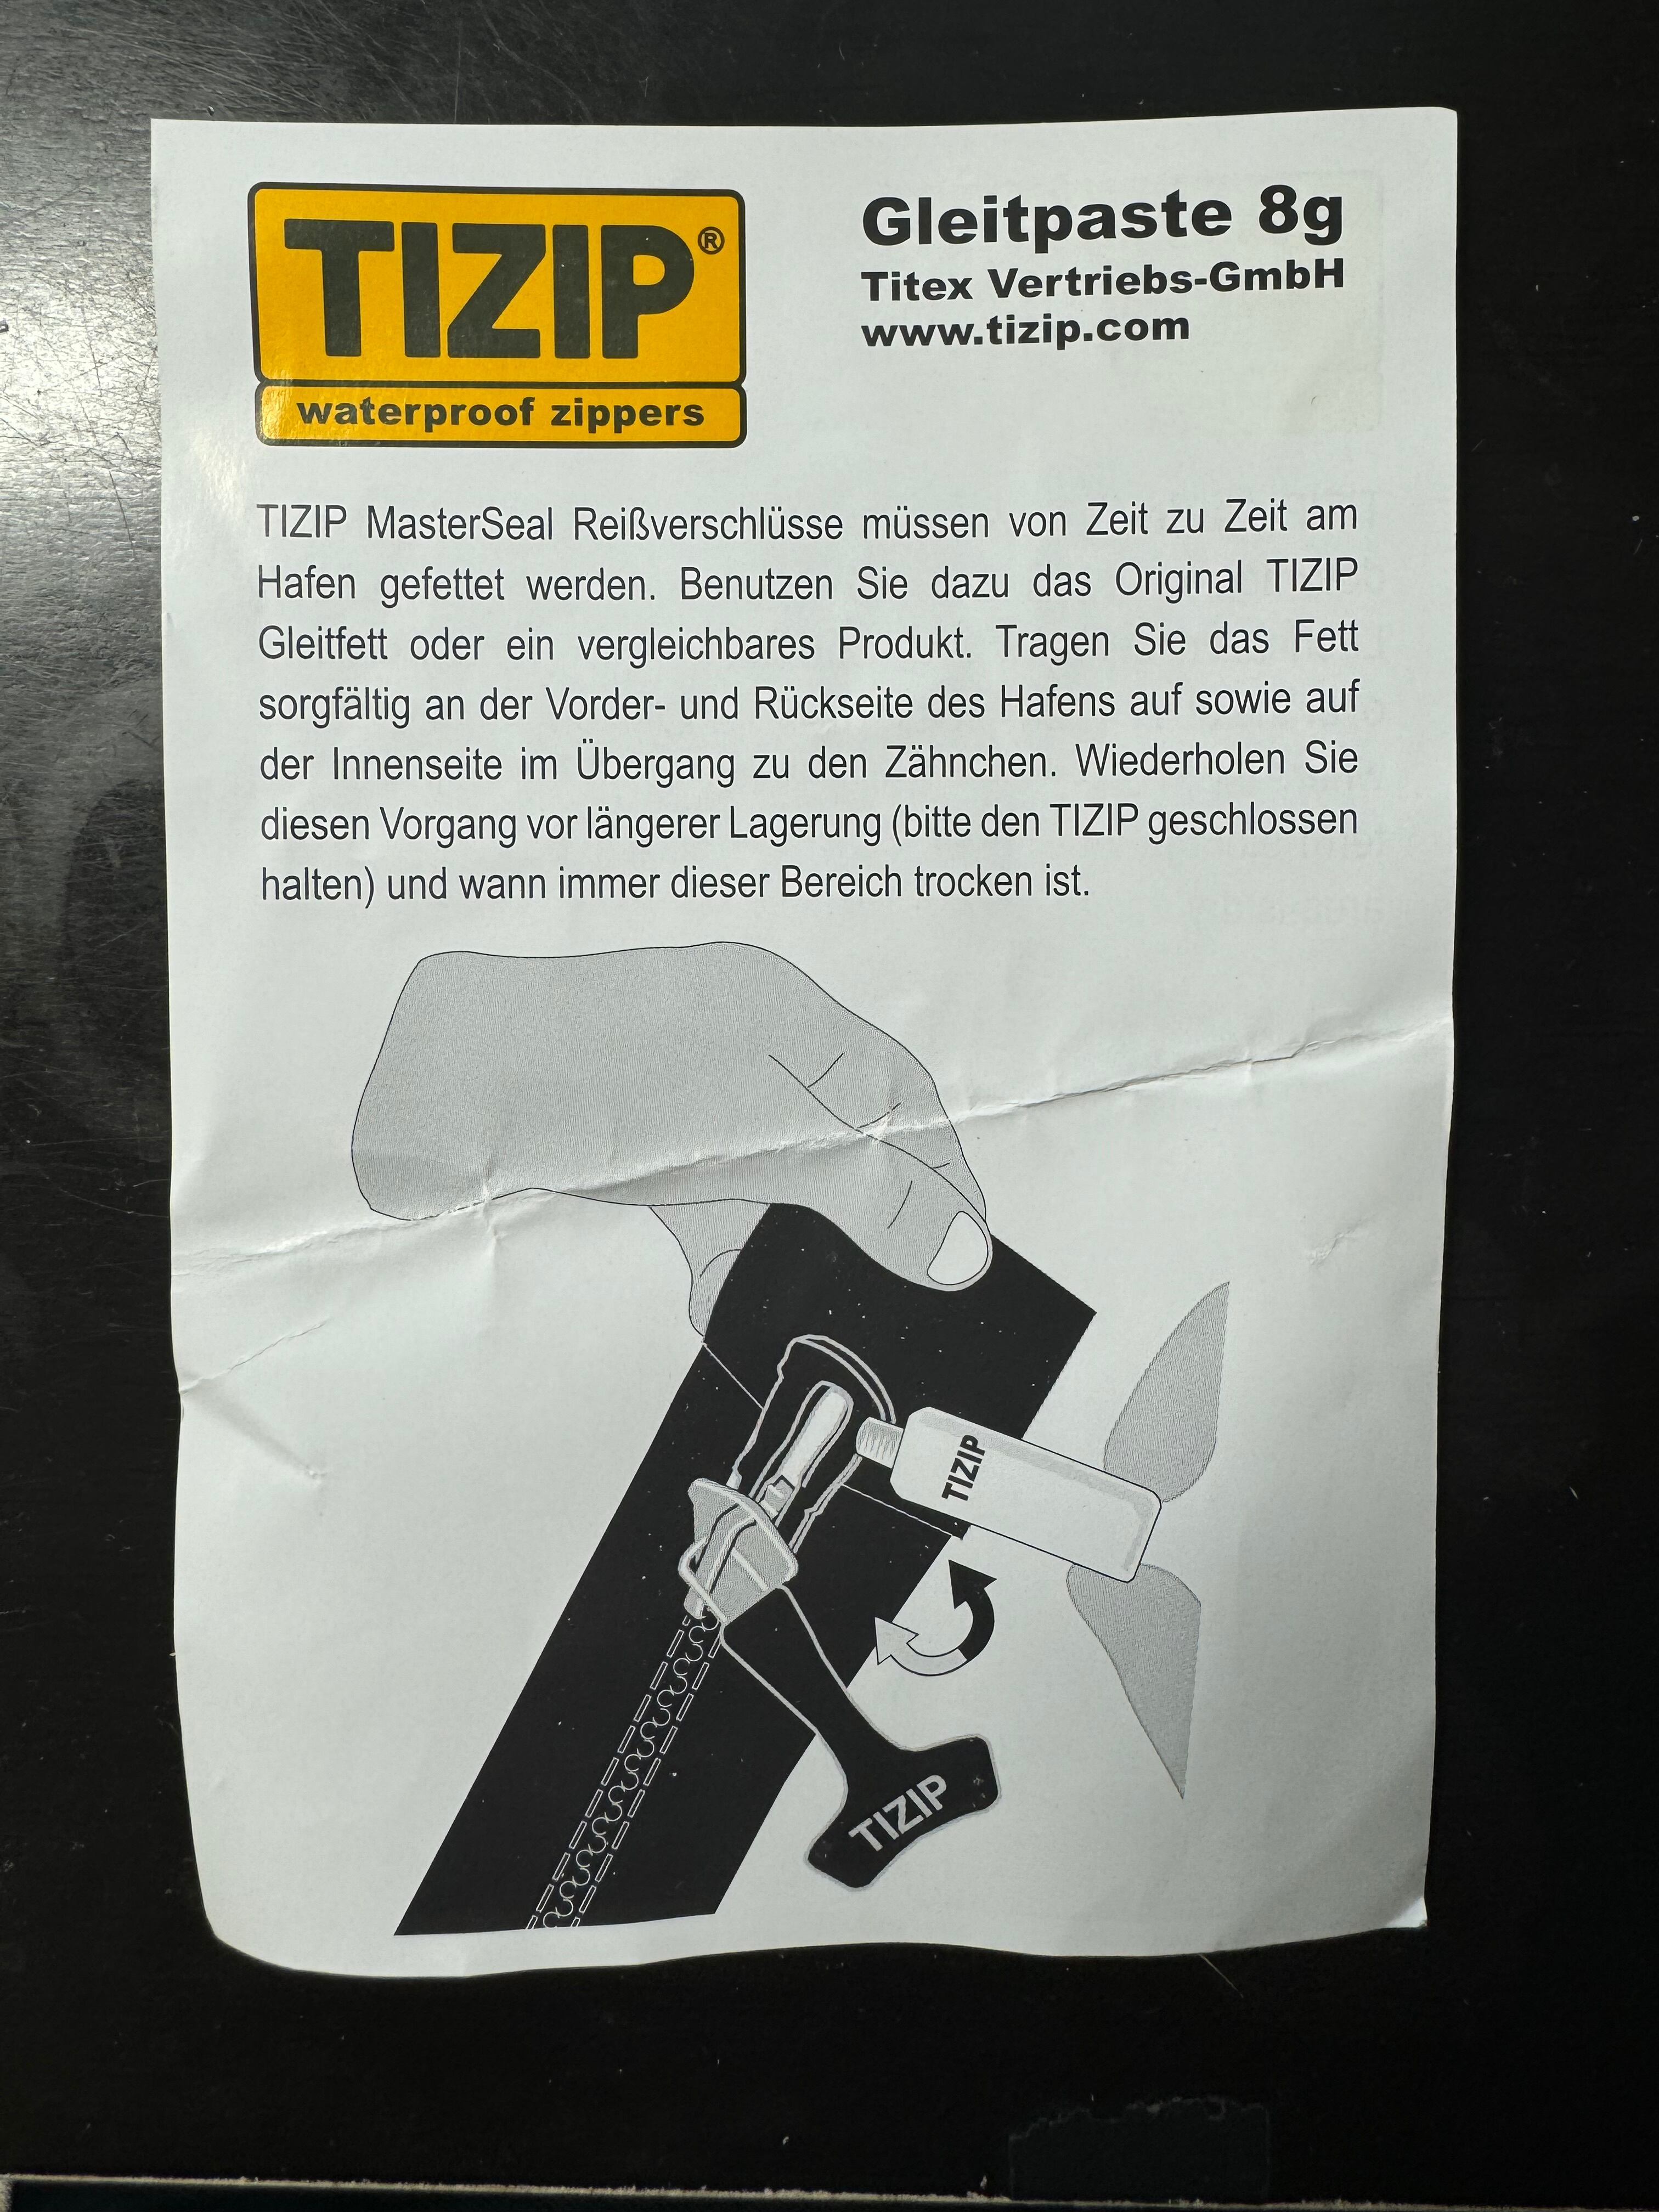 TIZIP®
waterproof zippers
Gleitpaste 8g
Titex Vertriebs-GmbH
www.tizip.com
TIZIP MasterSeal Reißverschlüsse müssen von Zeit zu Zeit am
Hafen gefettet werden. Benutzen Sie dazu das Original TIZIP
Gleitfett oder ein vergleichbares Produkt. Tragen Sie das Fett
sorgfältig an der Vorder- und Rückseite des Hafens auf sowie auf
der Innenseite im Übergang zu den Zähnchen. Wiederholen Sie
diesen Vorgang vor längerer Lagerung (bitte den TIZIP geschlossen
halten) und wann immer dieser Bereich trocken ist.
TIZIP
TIZIP